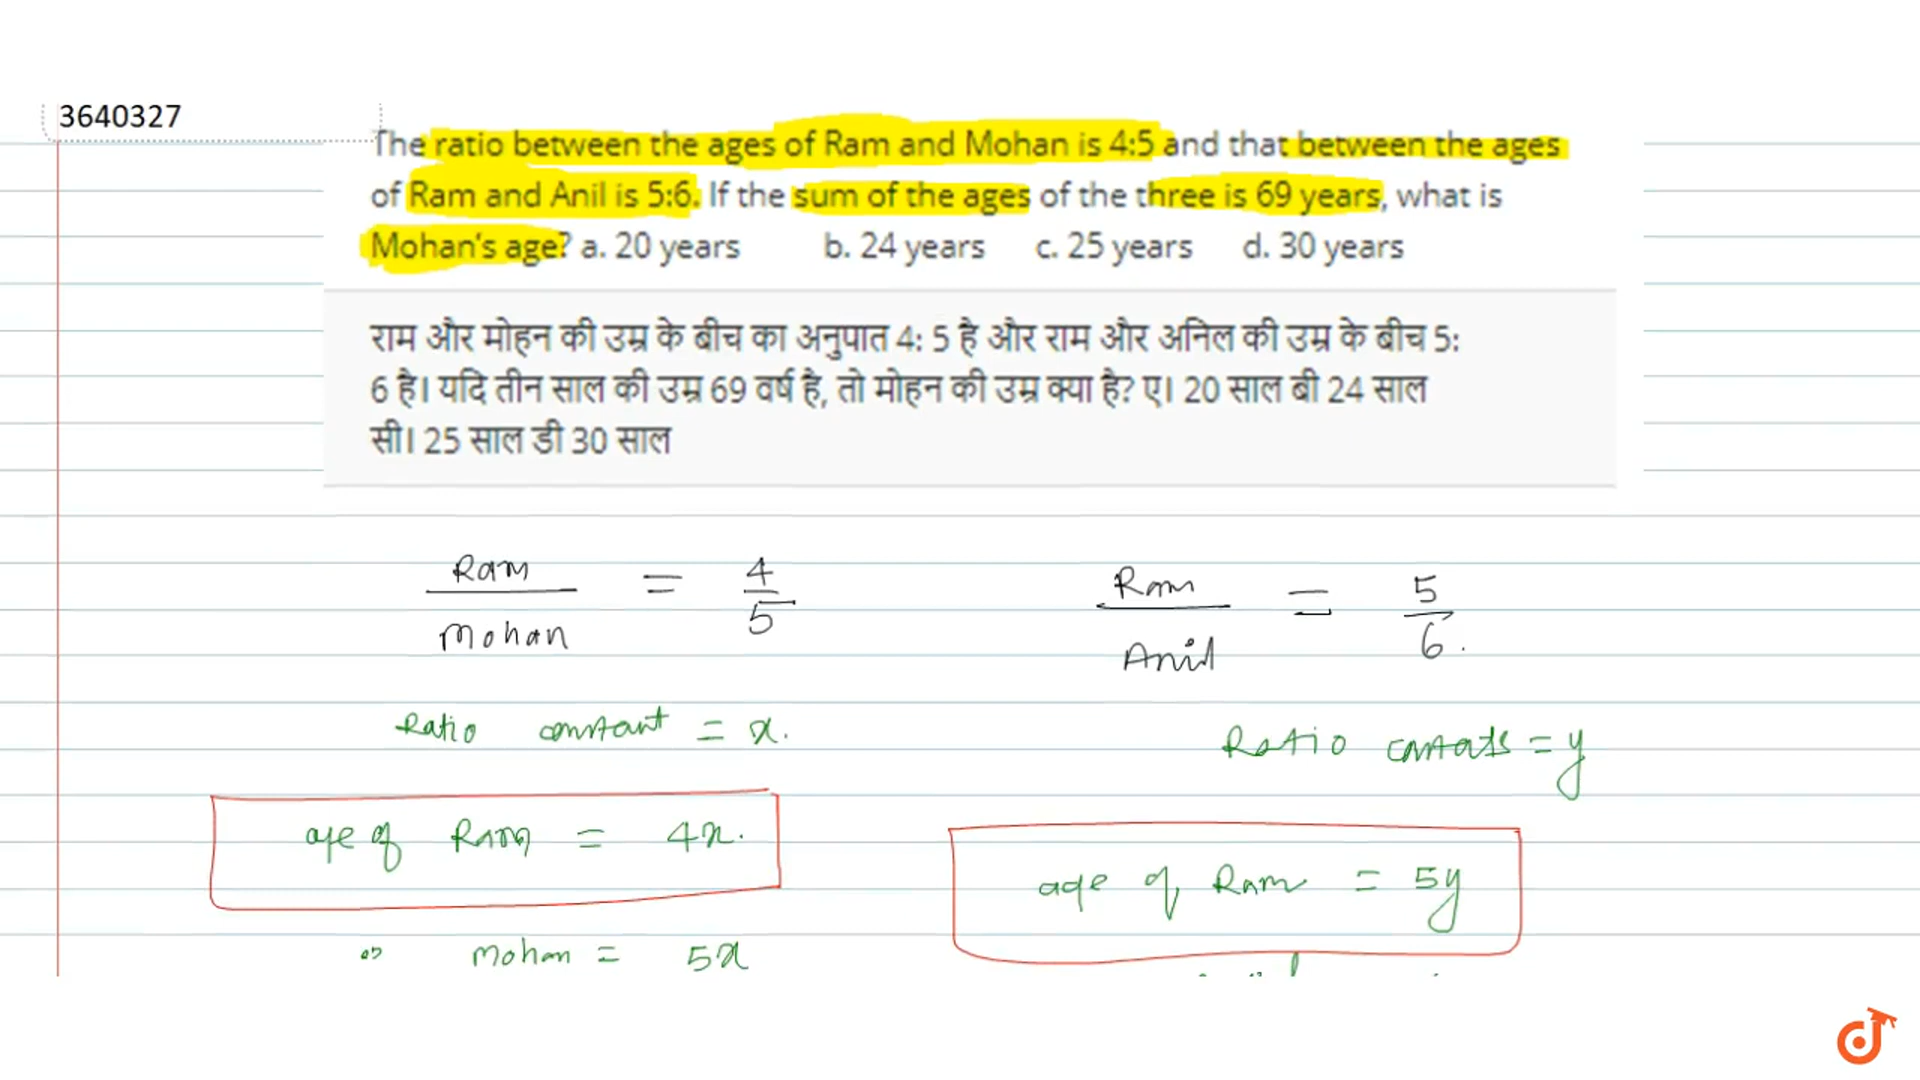 3640327
The ratio between the ages of Ram and Mohan is 4:5 and that between the ages
of Ram and Anil is 5:6. If the sum of the ages of the three is 69 years, what is
Mohan's age? a. 20 years b. 24 years c. 25 years d. 30 years
राम और मोहन की उम्र के बीच का अनुपात 4: 5 है और राम और अनिल की उम्र के बीच 5:
6 है। यदि तीन साल की उम्र 69 वर्ष है, तो मोहन की उम्र क्या है? ए। 20 साल बी 24 साल
सी। 25 साल डी 30 साल
Ram = 4
Mohan 5
Ram = 5
Anil 6.
Ratio constant = x.
Ratio = y
age of Ram = 4x.
age of Ram = 5y
Mohan = 5x